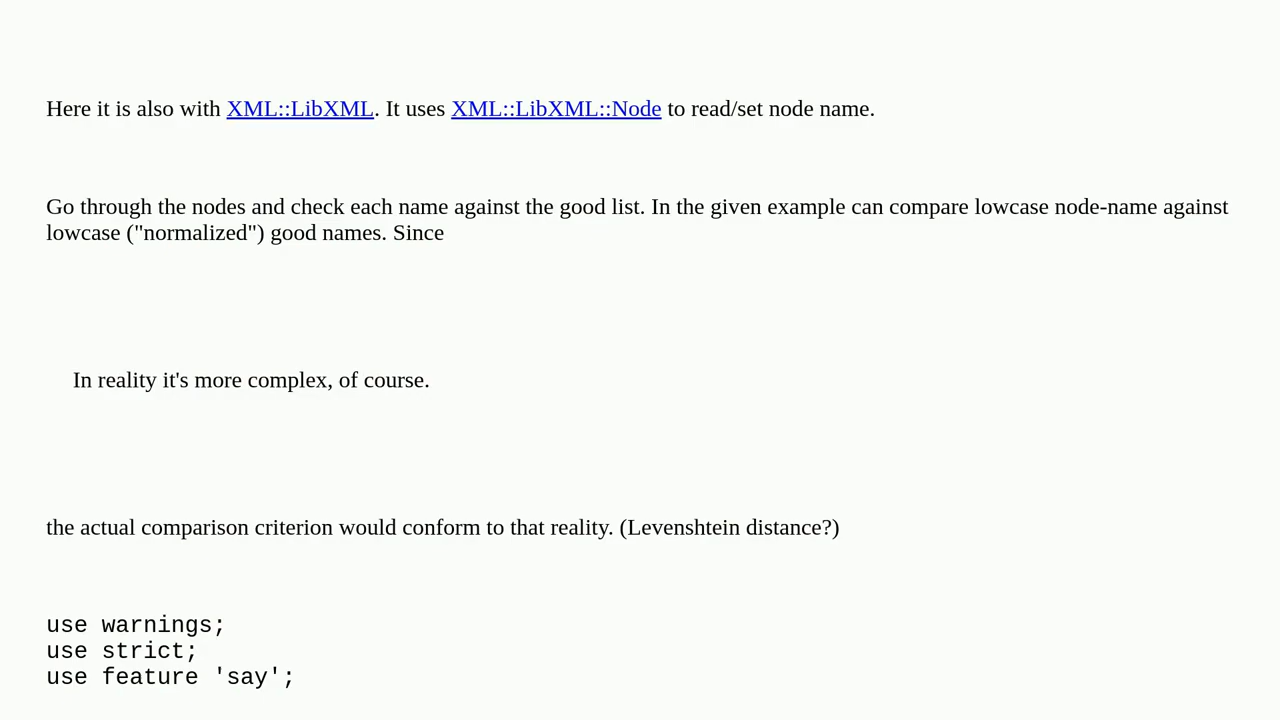 Here it is also with XML::LibXML. It uses XML::LibXML::Node to read/set node name.
Go through the nodes and check each name against the good list. In the given example can compare lowcase node-name against
lowcase ("normalized") good names. Since
In reality it's more complex, of course.
the actual comparison criterion would conform to that reality. (Levenshtein distance?)
use warnings;
use strict;
use feature 'say';